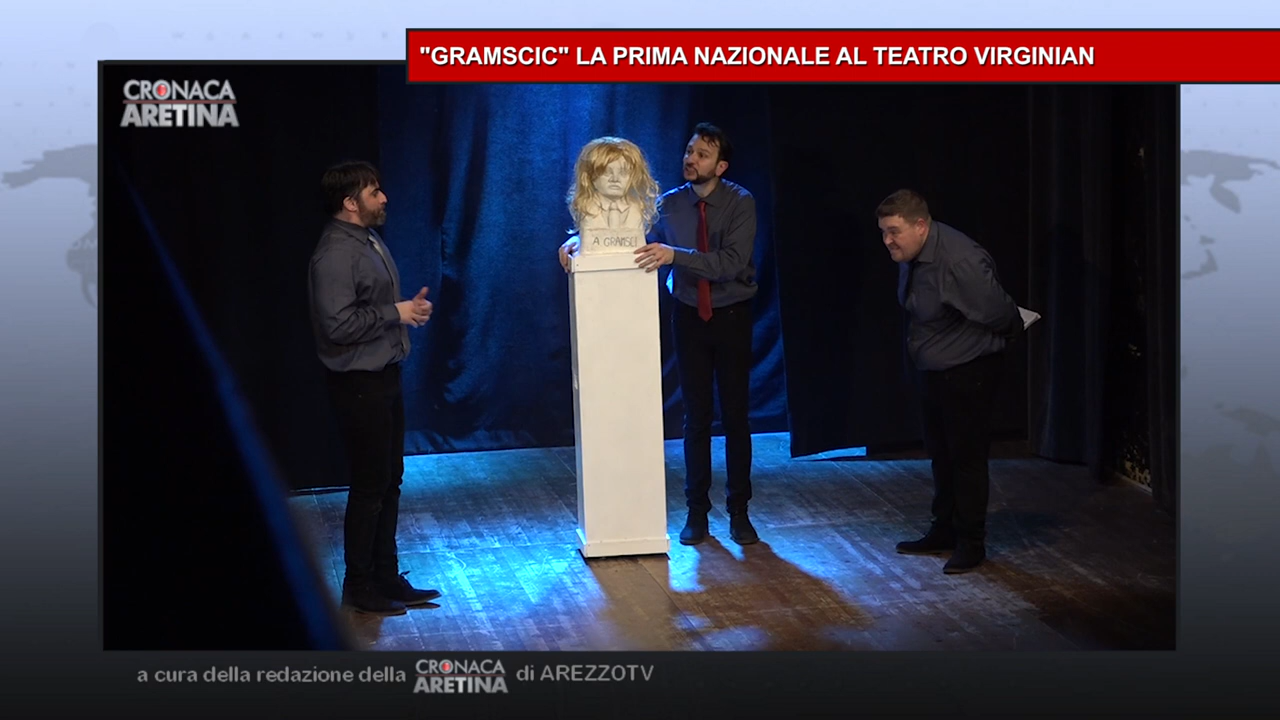 "GRAMSCIC" LA PRIMA NAZIONALE AL TEATRO VIRGINIAN
CRONACA
ARETINA
A GRAMSCI
a cura della redazione della CRONACA ARETINA di AREZZOTV